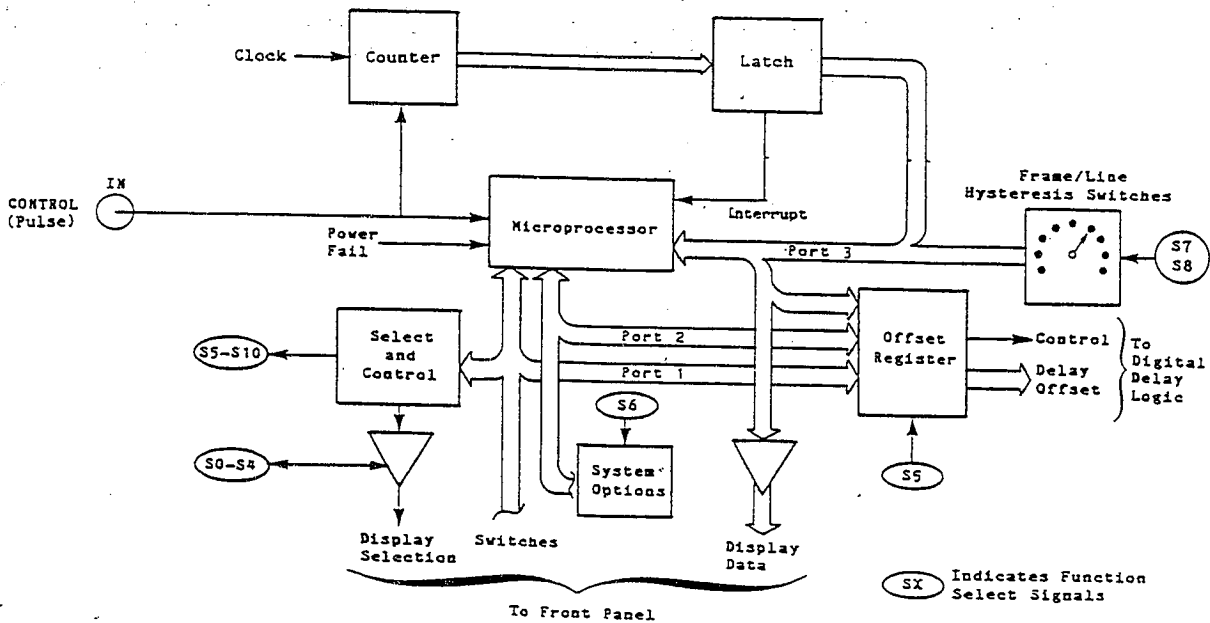 Clock
Counter
Latch
IN
CONTROL
(Pulse)
Microprocessor
Interrupt
Power
Fail
Port 3
Frame/Line
Hysteresis Switches
S7
S8
S5-S10
Select
and
Control
Port 2
Port 1
Offset
Register
Control
Delay
Offset
To
Digital
Delay
Logic
S6
S0-S4
System
Options
S5
Display
Selection
Switches
Display
Data
SX
Indicates Function
Select Signals
To Front Panel